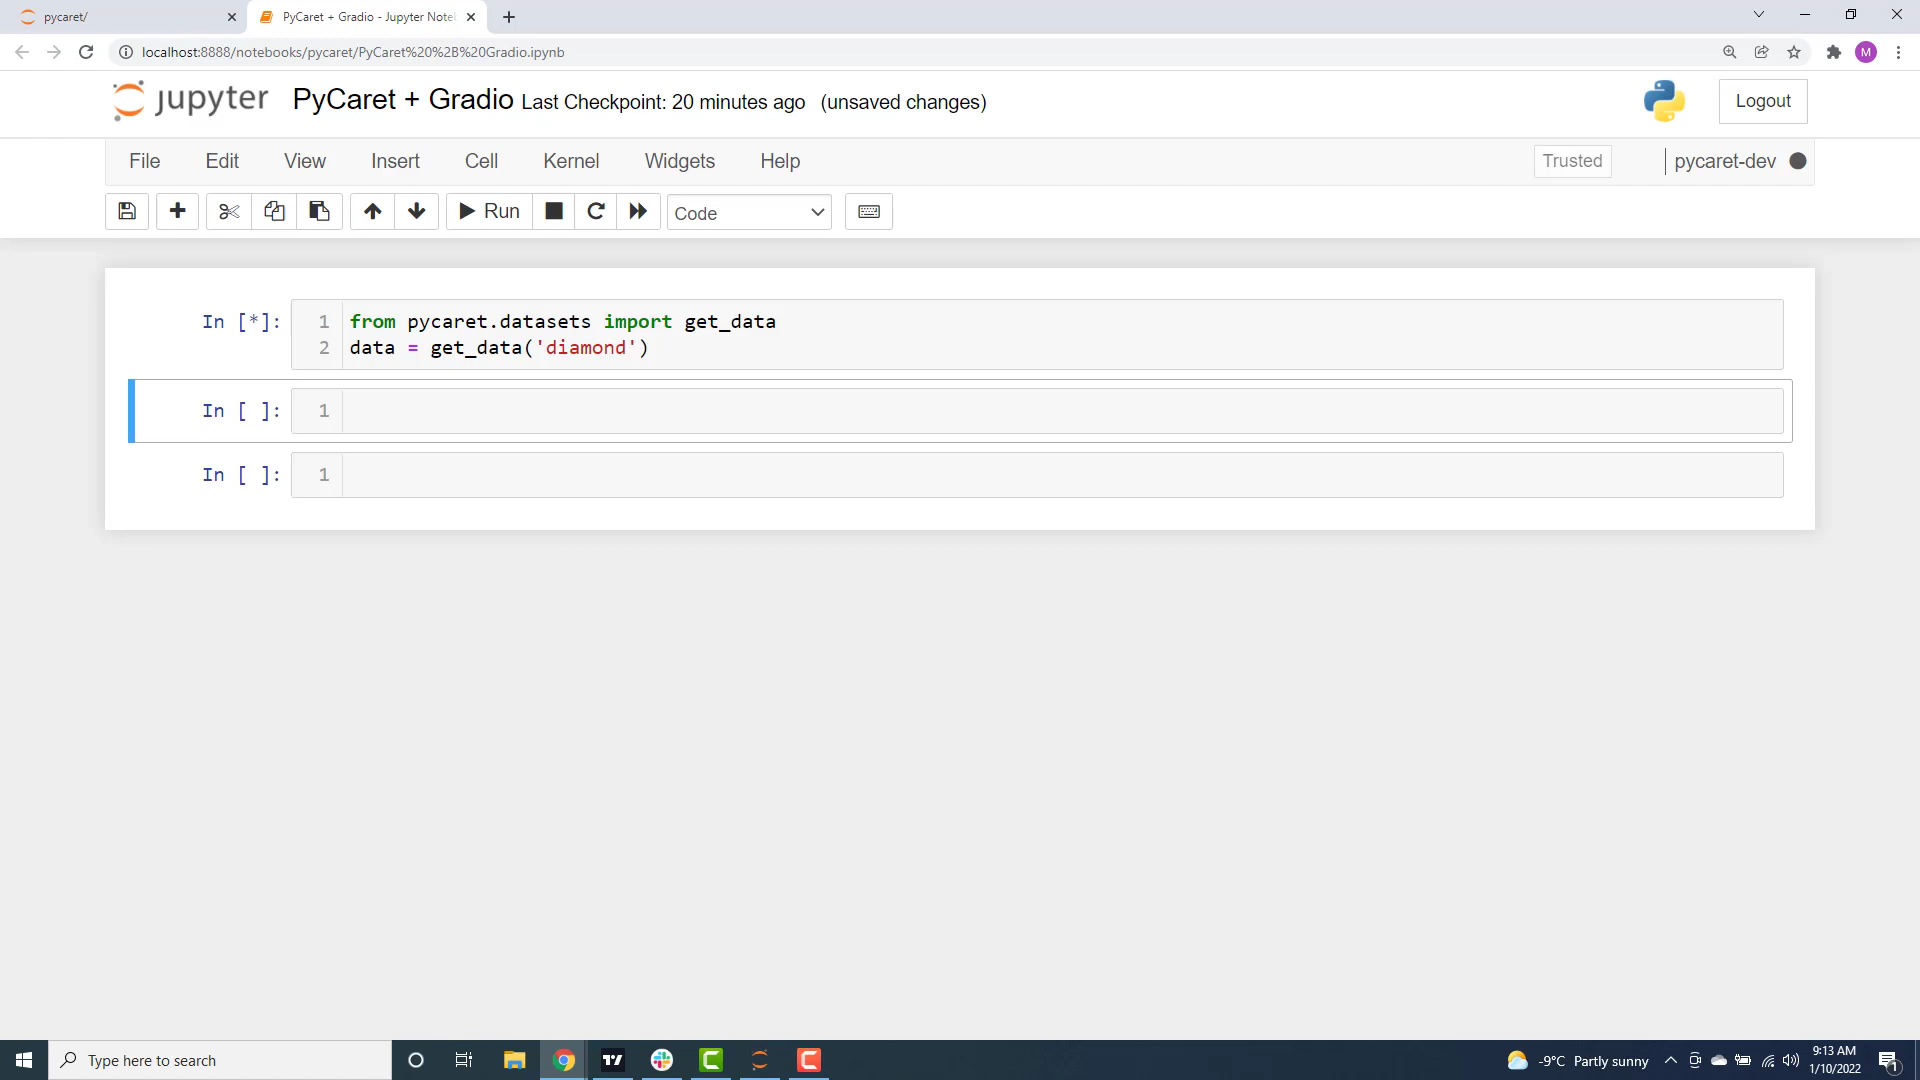 pycaret/
PyCaret + Gradio - Jupyter Noteb
localhost:8888/notebooks/pycaret/PyCaret%20%2B%20Gradio.ipynb
M
jupyter PyCaret + Gradio Last Checkpoint: 20 minutes ago (unsaved changes)
Logout
File Edit View Insert Cell Kernel Widgets Help
Trusted
pycaret-dev
Run
Code
In [*]:
1 from pycaret.datasets import get_data
2 data = get_data('diamond')
In [ ]: 1
In [ ]: 1
Type here to search
-9°C Partly sunny
9:13 AM
1/10/2022
1